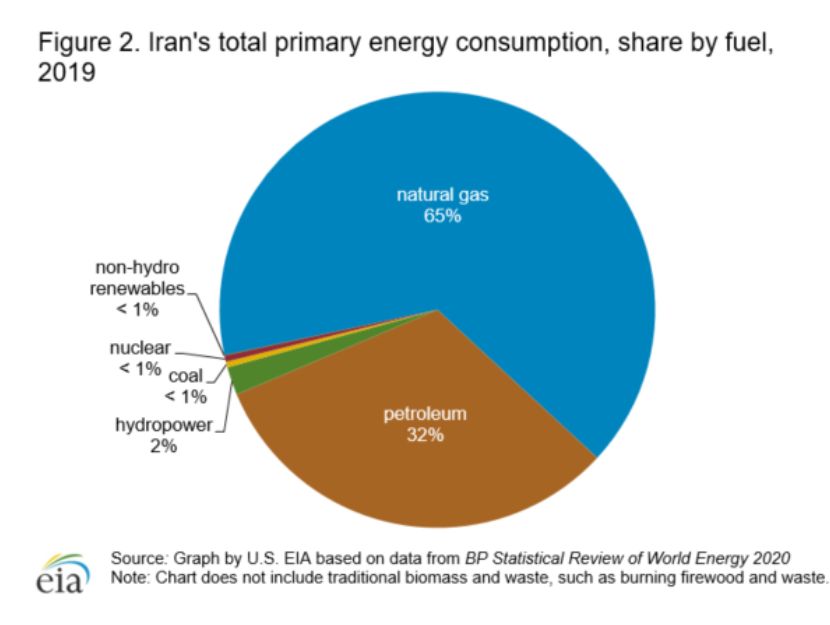 Figure 2. Iran's total primary energy consumption, share by fuel,
2019
natural gas
65%
non-hydro
renewables
< 1%
nuclear
< 1%
coal
< 1%
hydropower
2%
petroleum
32%
eia
Source: Graph by U.S. EIA based on data from BP Statistical Review of World Energy 2020
Note: Chart does not include traditional biomass and waste, such as burning firewood and waste.